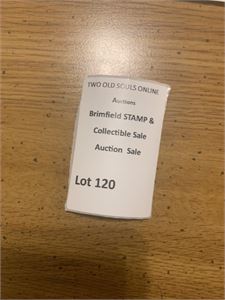 TWO OLD SOULS ONLINE
Auctions
Brimfield STAMP &
Collectible Sale
Auction Sale
Lot 120